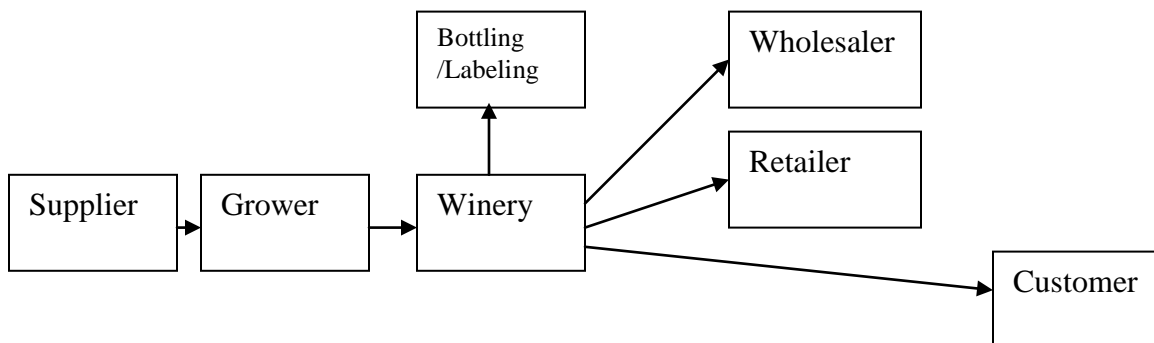 Bottling
/Labeling
Wholesaler
Retailer
Supplier
Grower
Winery
Customer